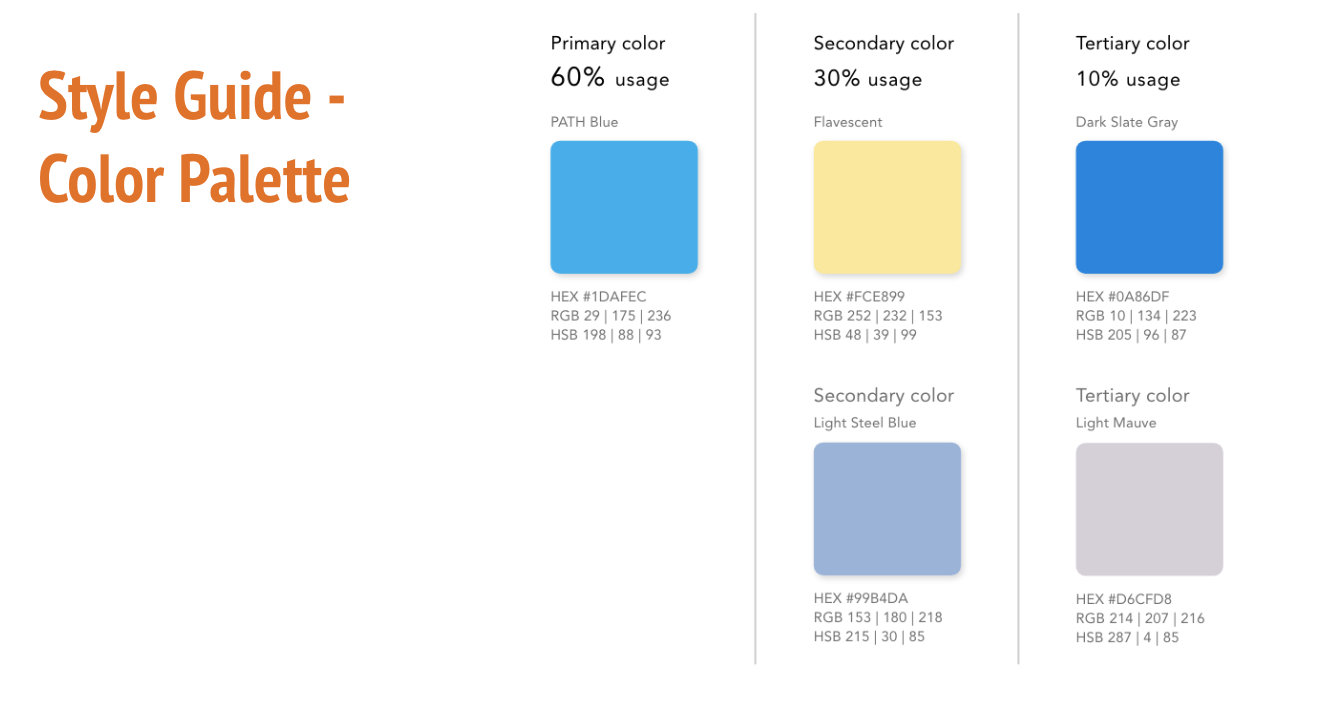 Style Guide -
Color Palette
Primary color
60% usage
PATH Blue
HEX #1DAFEC
RGB 29 | 175 | 236
HSB 198 | 88 | 93
Secondary color
30% usage
Flavescent
HEX #FCE899
RGB 252 | 232 | 153
HSB 48 | 39 | 99
Secondary color
Light Steel Blue
HEX #99B4DA
RGB 153 | 180 | 218
HSB 215 | 30 | 85
Tertiary color
10% usage
Dark Slate Gray
HEX #0A86DF
RGB 10 | 134 | 223
HSB 205 | 96 | 87
Tertiary color
Light Mauve
HEX #D6CFD8
RGB 214 | 207 | 216
HSB 287 | 4 | 85